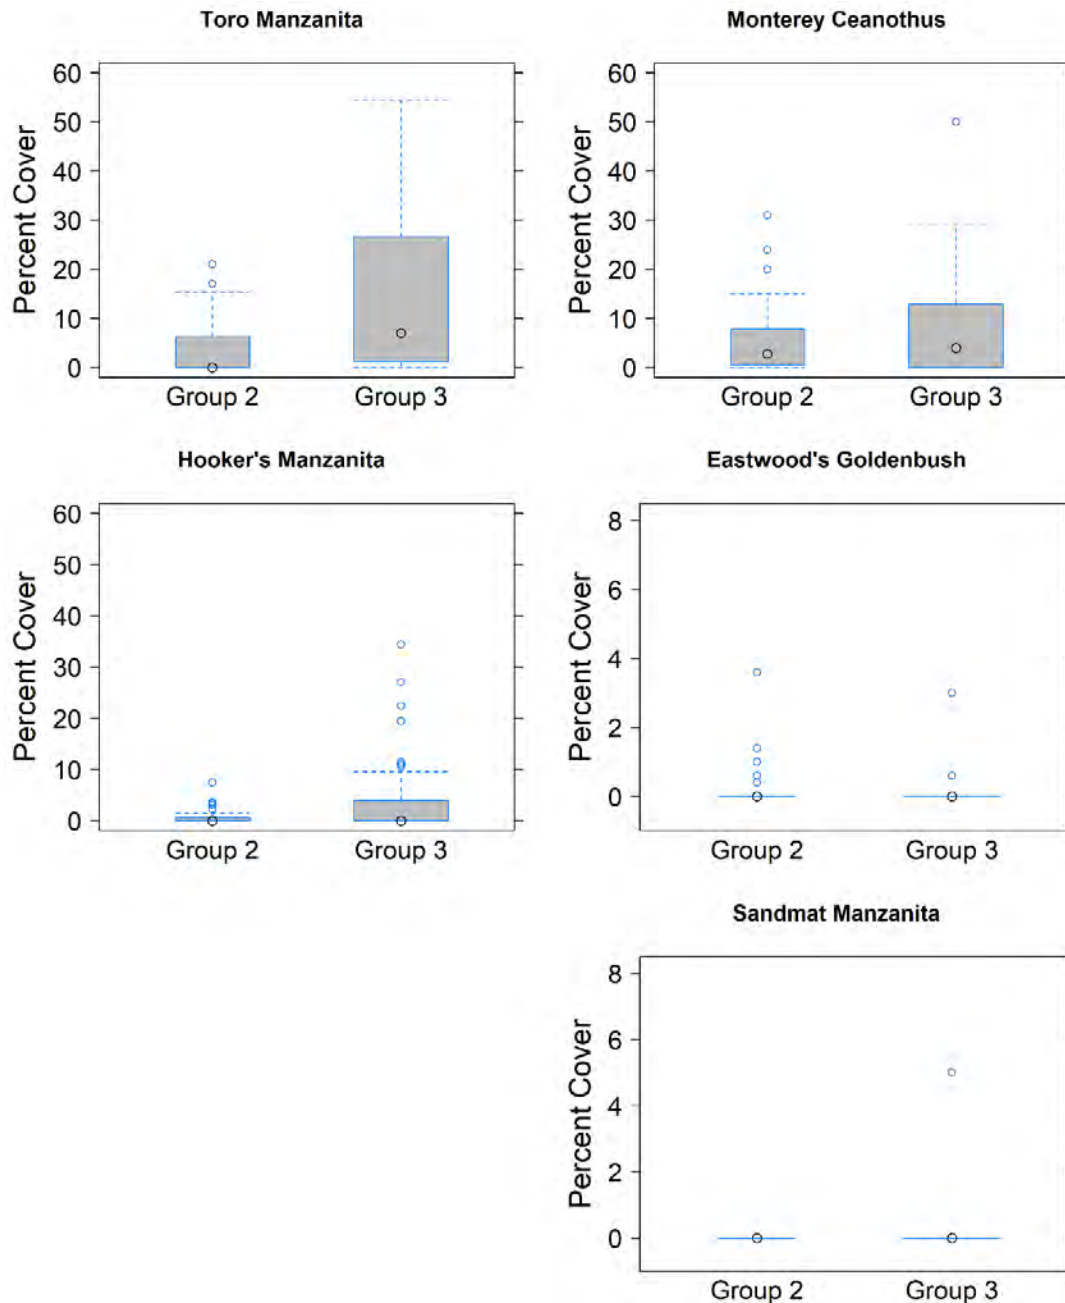 Toro Manzanita
Percent Cover
60
50
40
30
20
10
0
Group 2 Group 3
Monterey Ceanothus
Percent Cover
60
50
40
30
20
10
0
Group 2 Group 3
Hooker's Manzanita
Percent Cover
60
50
40
30
20
10
0
Group 2 Group 3
Eastwood's Goldenbush
Percent Cover
8
6
4
2
0
Group 2 Group 3
Sandmat Manzanita
Percent Cover
8
6
4
2
0
Group 2 Group 3